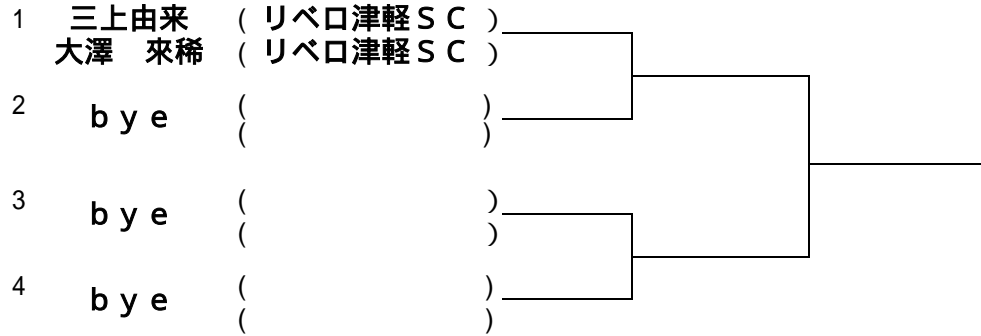 1 三上由来 ( リベロ津軽ＳＣ )
大澤　來稀 ( リベロ津軽ＳＣ )
2 ｂｙｅ ( )
( )
3 ｂｙｅ ( )
( )
4 ｂｙｅ ( )
( )